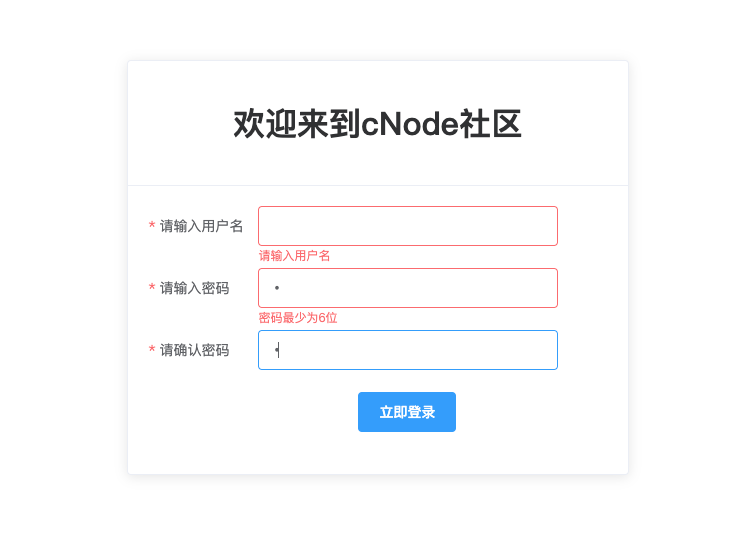 欢迎来到cNode社区
* 请输入用户名
请输入用户名
* 请输入密码 •
密码最少为6位
* 请确认密码 •
立即登录